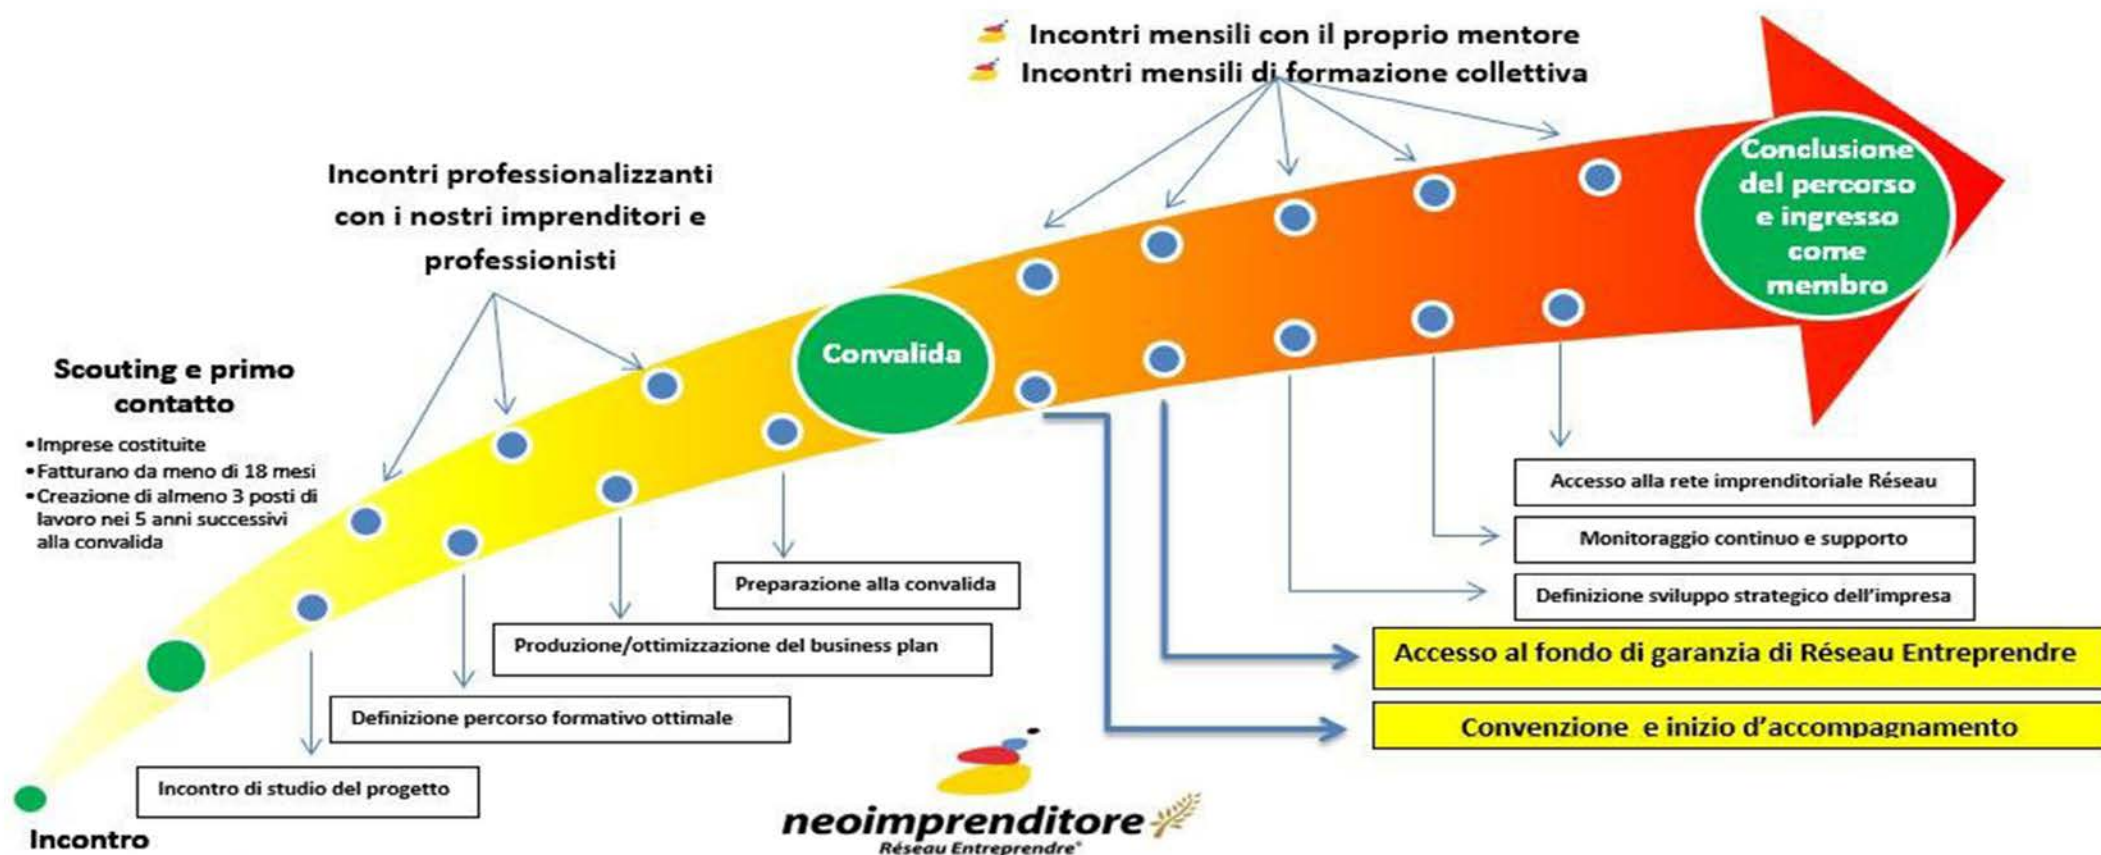 Incontri mensili con il proprio mentore
Incontri mensili di formazione collettiva
Conclusione
del percorso
e ingresso
come
membro
Incontri professionalizzanti
con i nostri imprenditori e
professionisti
Convalida
Scouting e primo
contatto
•Imprese costituite
•Fatturano da meno di 18 mesi
•Creazione di almeno 3 posti di
lavoro nei 5 anni successivi
alla convalida
Accesso alla rete imprenditoriale Réseau
Monitoraggio continuo e supporto
Definizione sviluppo strategico dell'impresa
Accesso al fondo di garanzia di Réseau Entreprendre
Convenzione e inizio d'accompagnamento
Preparazione alla convalida
Produzione/ottimizzazione del business plan
Definizione percorso formativo ottimale
Incontro di studio del progetto
Incontro
neoimprenditore
Réseau Entreprendre®